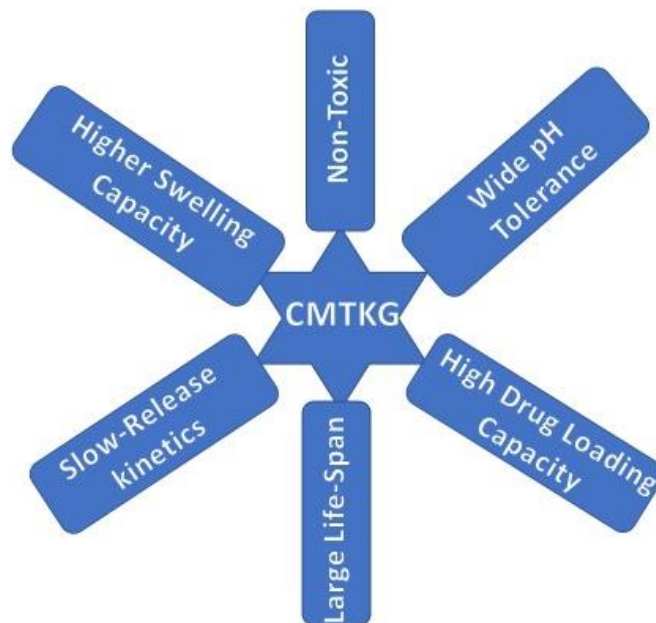 Non-Toxic
Wide pH
Tolerance
High Drug Loading
Capacity
Large Life-Span
Slow-Release
kinetics
Higher Swelling
Capacity
CMTKG